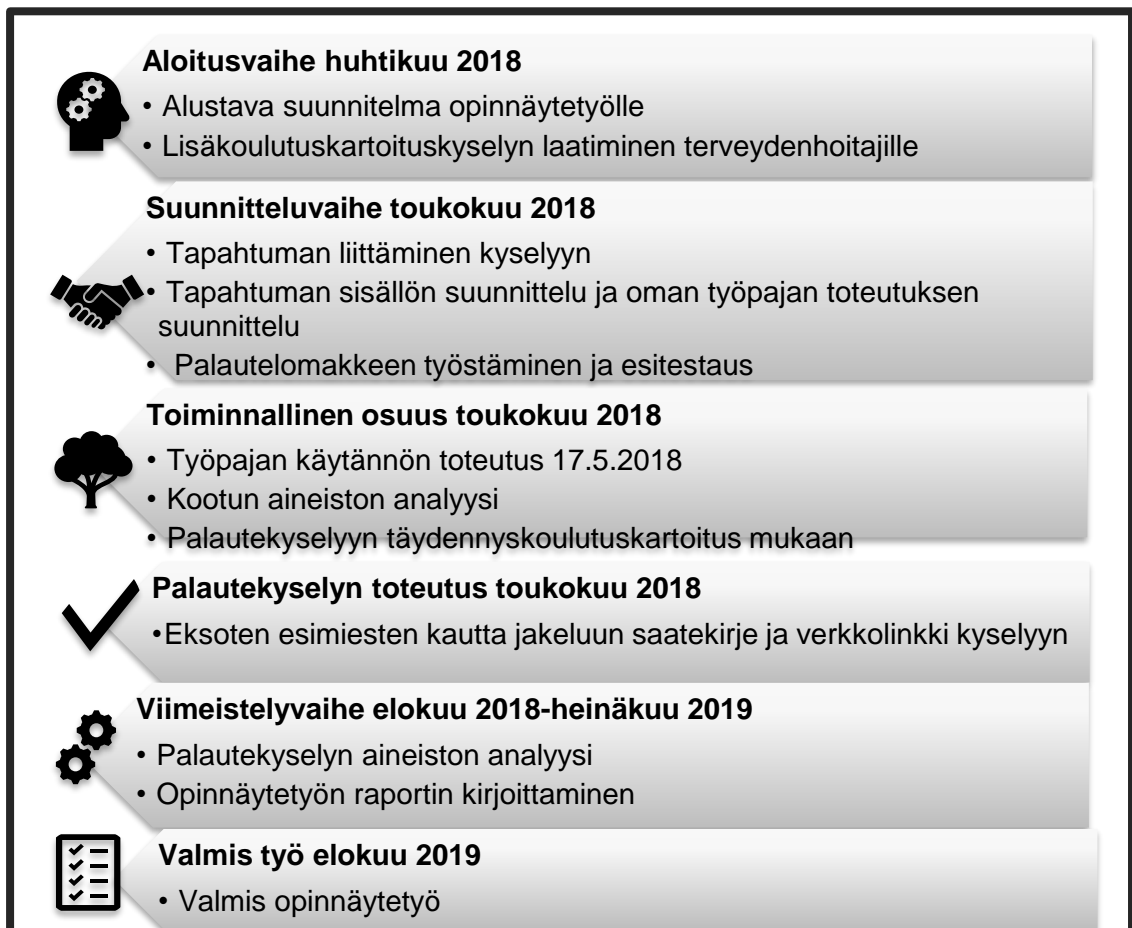 Aloitusvaihe huhtikuu 2018
• Alustava suunnitelma opinnäytetyölle
• Lisäkoulutuskartoituskyselyn laatiminen terveydenhoitajille
Suunnitteluvaihe toukokuu 2018
• Tapahtuman liittäminen kyselyyn
• Tapahtuman sisällön suunnittelu ja oman työpajan toteutuksen
suunnittelu
• Palautelomakkeen työstäminen ja esitestaus
Toiminnallinen osuus toukokuu 2018
• Työpajan käytännön toteutus 17.5.2018
• Kootun aineiston analyysi
• Palautekyselyyn täydennyskoulutuskartoitus mukaan
Palautekyselyn toteutus toukokuu 2018
•Eksoten esimiesten kautta jakeluun saatekirje ja verkkolinkki kyselyyn
Viimeistelyvaihe elokuu 2018-heinäkuu 2019
• Palautekyselyn aineiston analyysi
• Opinnäytetyön raportin kirjoittaminen
Valmis työ elokuu 2019
• Valmis opinnäytetyö